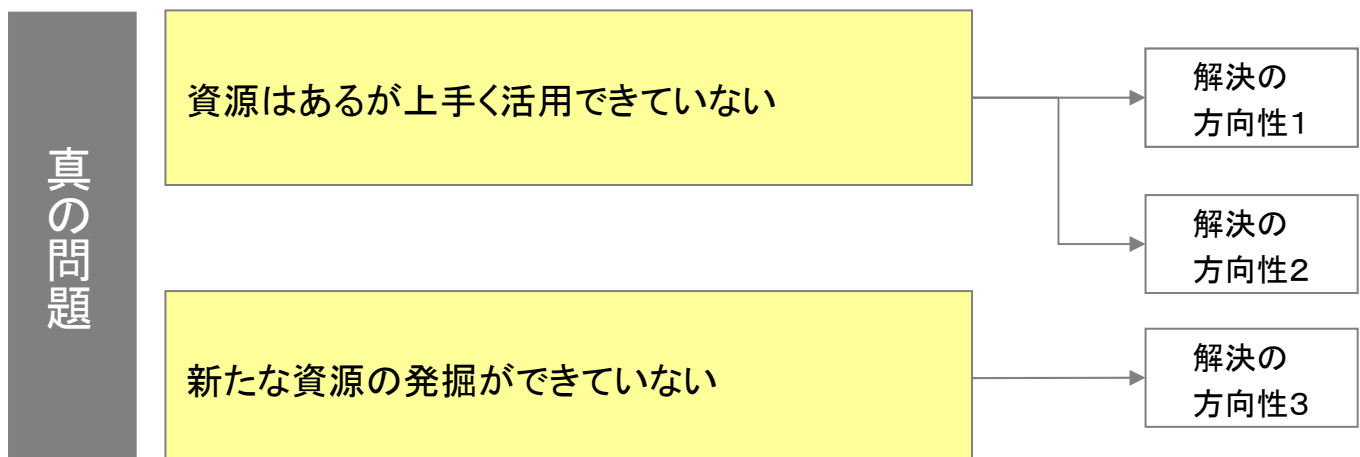 真の問題
資源はあるが上手く活用できていない
解決の
方向性1
解決の
方向性2
新たな資源の発掘ができていない
解決の
方向性3